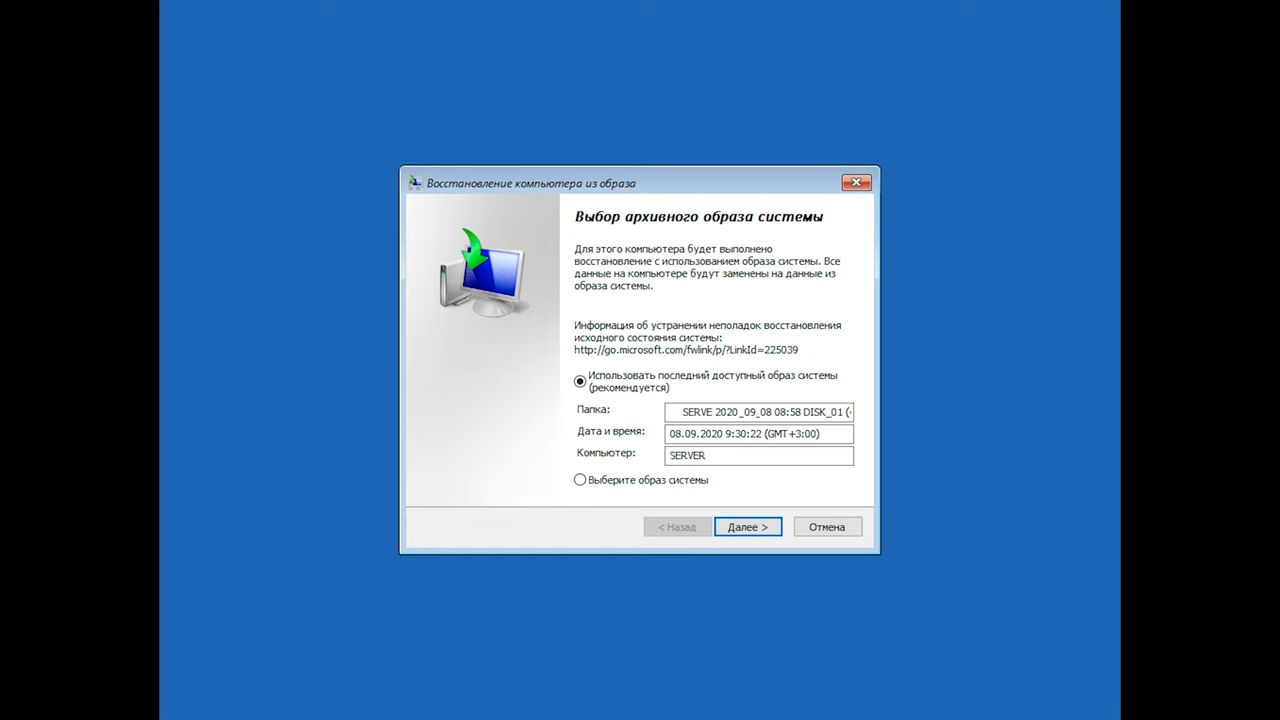 Восстановление компьютера из образа
Выбор архивного образа системы
Для этого компьютера будет выполнено
восстановление с использованием образа системы. Все
данные на компьютере будут заменены на данные из
образа системы.
Информация об устранении неполадок восстановления
исходного состояния системы:
http://go.microsoft.com/fwlink/p/?LinkId=225039
Использовать последний доступный образ системы
(рекомендуется)
Папка: SERVE 2020_09_08 08:58 DISK_01 (
Дата и время: 08.09.2020 9:30:22 (GMT+3:00)
Компьютер: SERVER
Выберите образ системы
< Назад Далее > Отмена